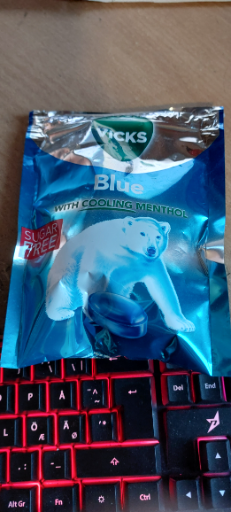 VICKS
Blue
WITH COOLING MENTHOL
SUGAR
FREE
Del
End
P
Å
L
Ö
Æ
Ä
Ø
Alt Gr
Fn
Ctrl